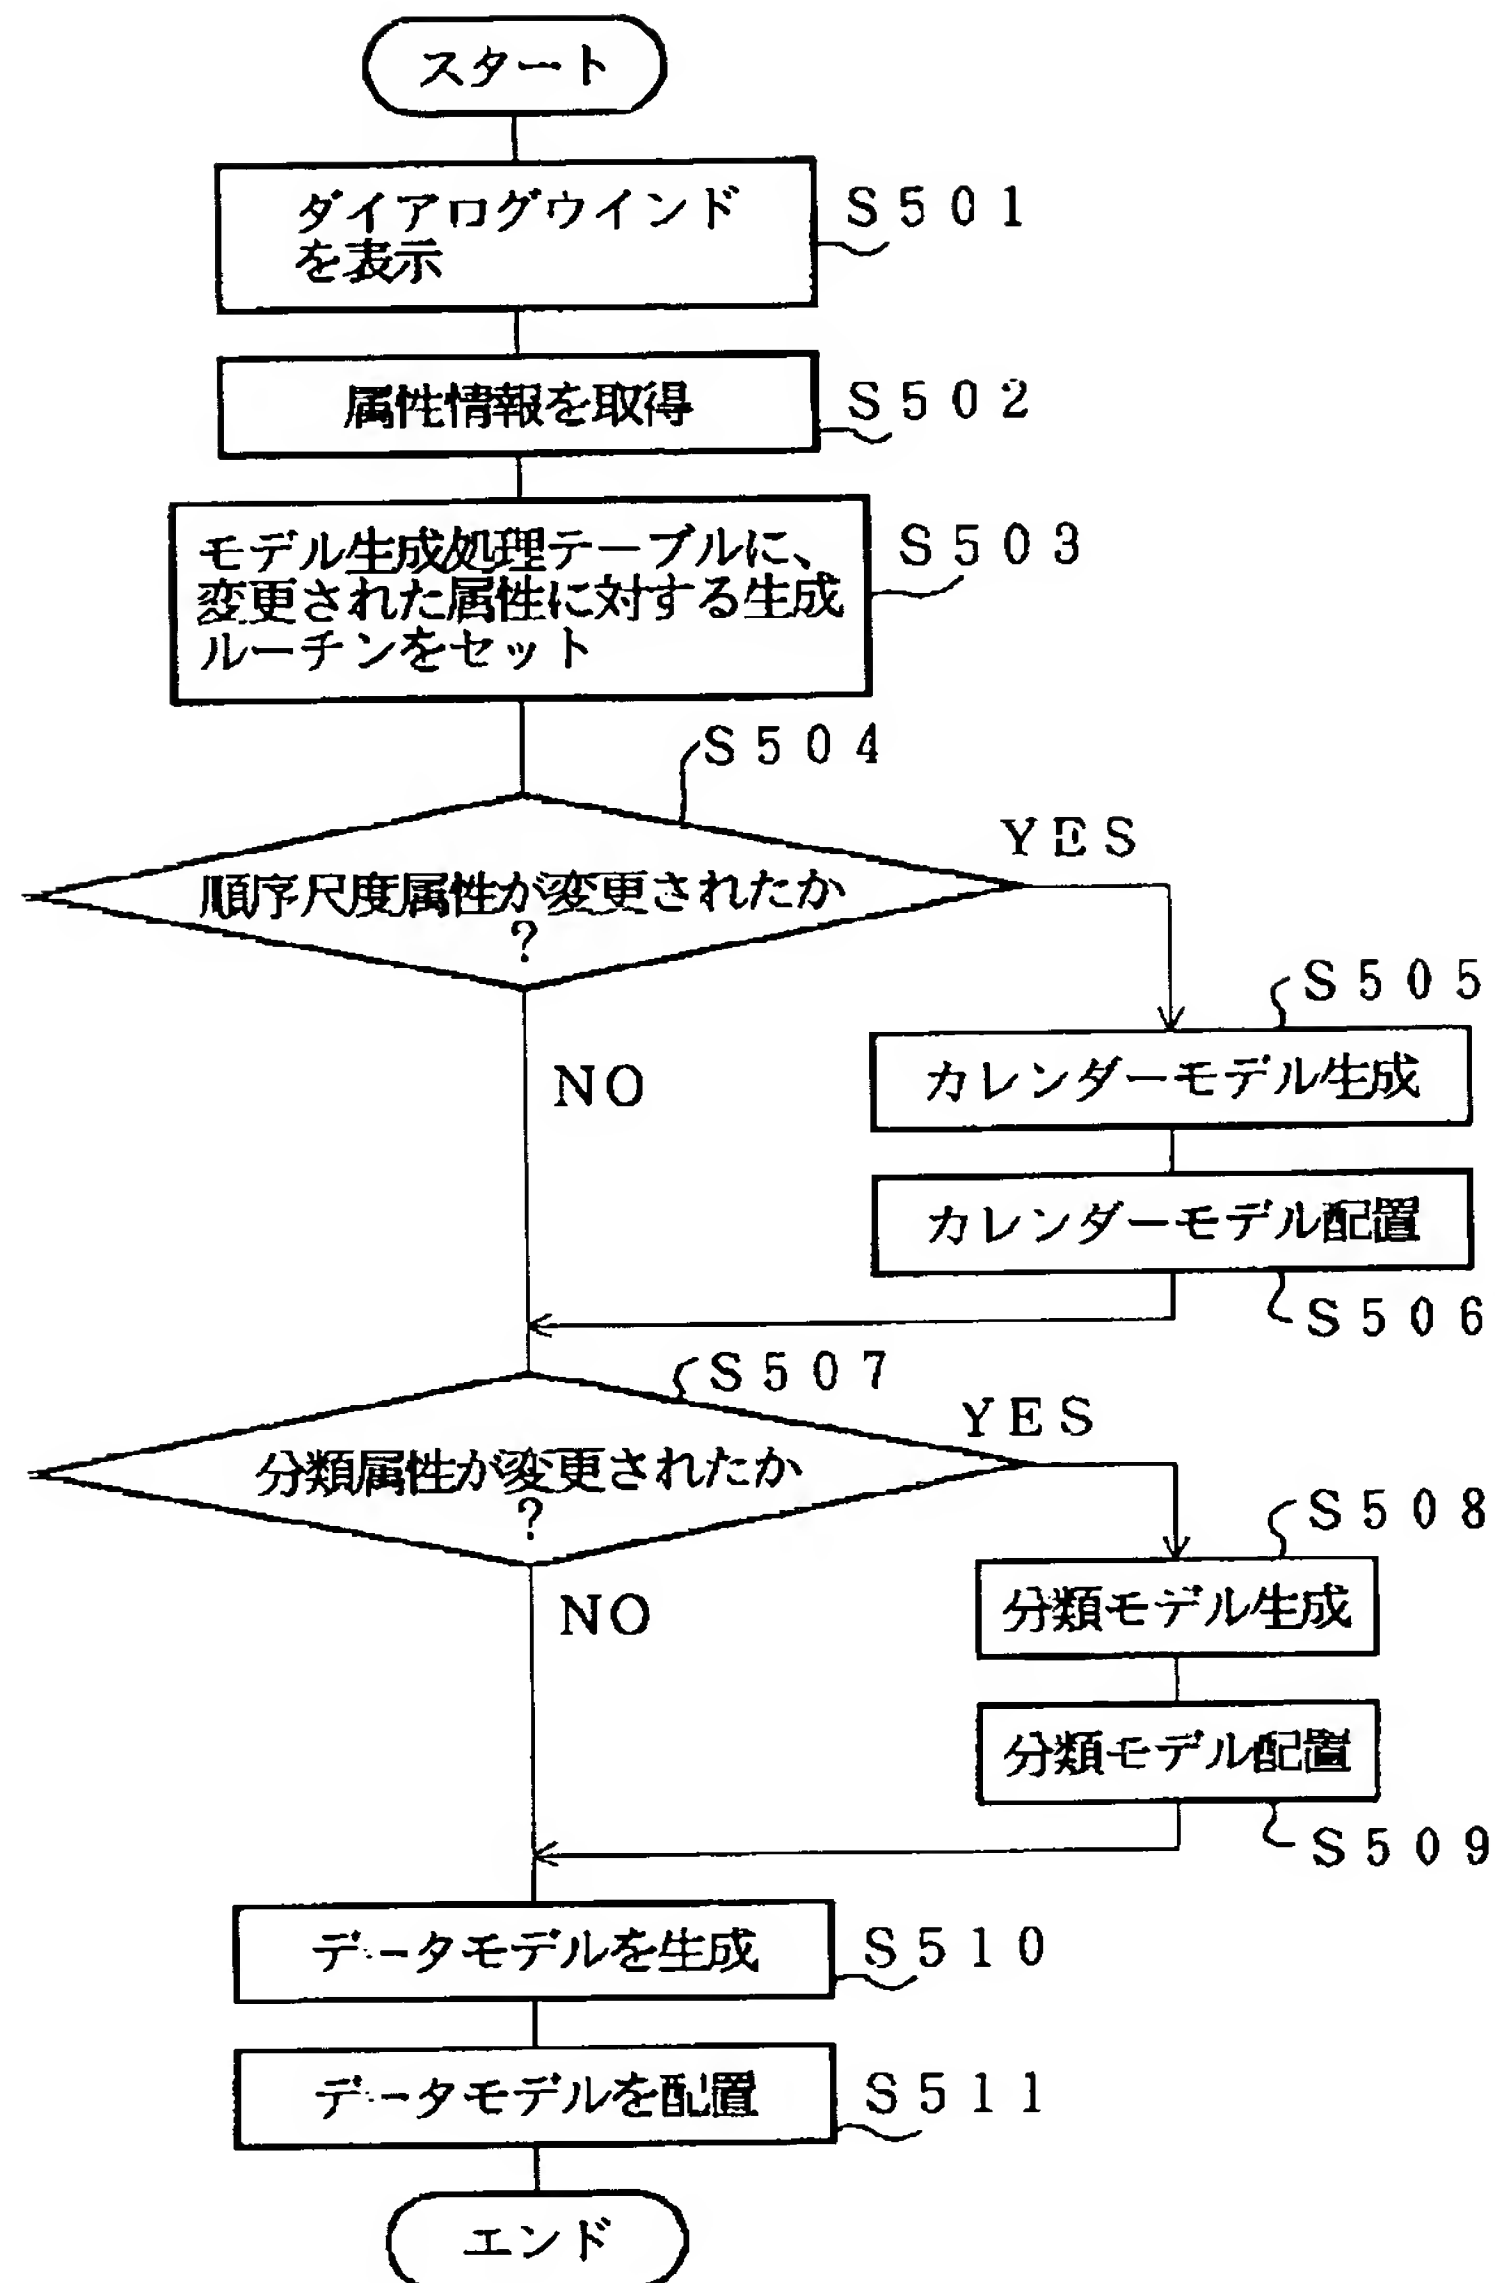 スタート
ダイアログウインド
を表示
S501
属性情報を取得
S502
モデル生成処理テーブルに、
変更された属性に対する生成
ルーチンをセット
S503
S504
順序尺度属性が変更されたか
?
YES
NO
S505
カレンダーモデル生成
カレンダーモデル配置
S506
S507
分類属性が変更されたか
?
YES
NO
S508
分類モデル生成
分類モデル配置
S509
データモデルを生成
S510
データモデルを配置
S511
エンド